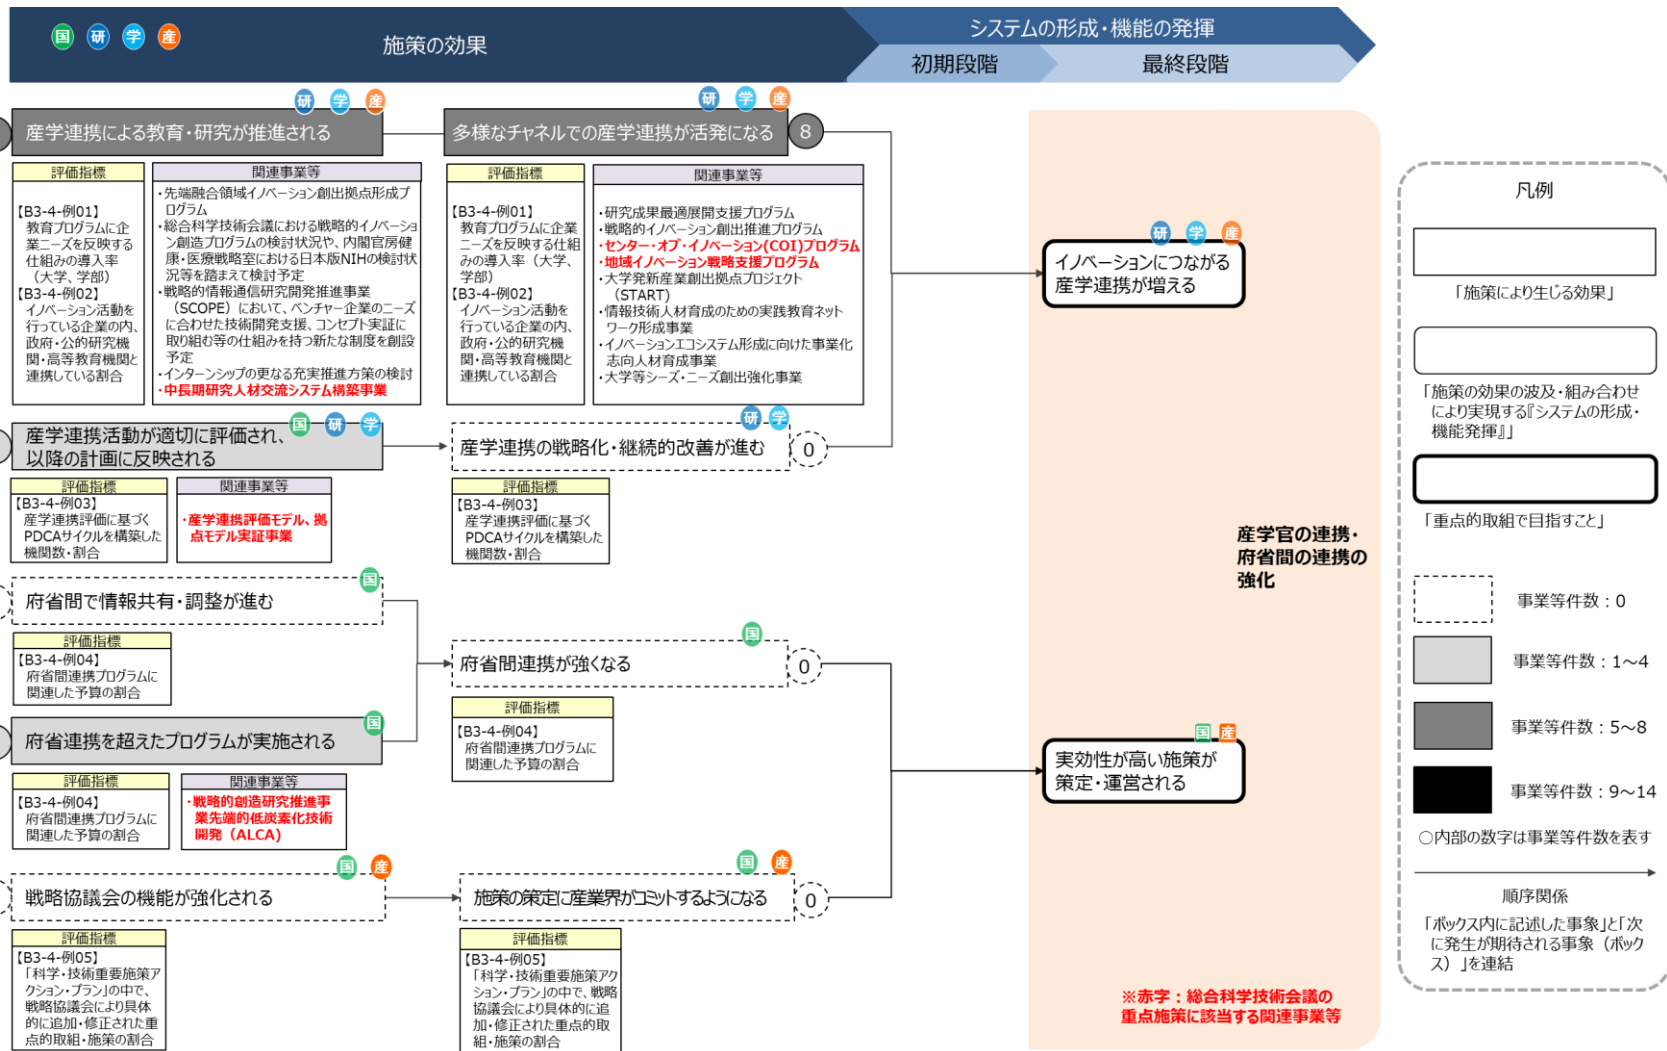 国 研 学 産
施策の効果
システムの形成・機能の発揮
初期段階
最終段階
研 学 産
産学連携による教育・研究が推進される
評価指標
【B3-4-例01】
教育プログラムに企
業ニーズを反映する
仕組みの導入率
（大学、学部）
【B3-4-例02】
イノベーション活動を
行っている企業の内、
政府・公的研究機
関・高等教育機関と
連携している割合
関連事業等
・先端融合領域イノベーション創出拠点形成プ
ログラム
・総合科学技術会議における戦略的イノベーショ
ン創造プログラムの検討状況や、内閣官房健
康・医療戦略室における日本版NIHの検討状
況等を踏まえて検討予定
・戦略的情報通信研究開発推進事業
（SCOPE）において、ベンチャー企業のニーズ
に合わせた技術開発支援、コンセプト実証に
取り組む等の仕組みを持つ新たな制度を創設
予定
・インターンシップの更なる充実推進方策の検討
・中長期研究人材交流システム構築事業
研 学 産
多様なチャネルでの産学連携が活発になる
8
評価指標
【B3-4-例01】
教育プログラムに企業
ニーズを反映する仕組
みの導入率（大学、
学部）
【B3-4-例02】
イノベーション活動を
行っている企業の内、
政府・公的研究機
関・高等教育機関と
連携している割合
関連事業等
・研究成果最適展開支援プログラム
・戦略的イノベーション創出推進プログラム
・センター・オブ・イノベーション(COI)プログラム
・地域イノベーション戦略支援プログラム
・大学発新産業創出拠点プロジェクト
（START）
・情報技術人材育成のための実践教育ネット
ワーク形成事業
・イノベーションエコシステム形成に向けた事業化
志向人材育成事業
・大学等シーズ・ニーズ創出強化事業
研 学 産
イノベーションにつながる
産学連携が増える
国 研 学
産学連携活動が適切に評価され、
以降の計画に反映される
評価指標
【B3-4-例03】
産学連携評価に基づく
PDCAサイクルを構築した
機関数・割合
関連事業等
・産学連携評価モデル、拠
点モデル実証事業
研 学
産学連携の戦略化・継続的改善が進む
0
評価指標
【B3-4-例03】
産学連携評価に基づく
PDCAサイクルを構築した
機関数・割合
産学官の連携・
府省間の連携の
強化
国
府省間で情報共有・調整が進む
評価指標
【B3-4-例04】
府省間連携プログラムに
関連した予算の割合
国
府省間連携が強くなる
0
評価指標
【B3-4-例04】
府省間連携プログラムに
関連した予算の割合
国
府省連携を超えたプログラムが実施される
評価指標
【B3-4-例04】
府省間連携プログラムに
関連した予算の割合
関連事業等
・戦略的創造研究推進事
業先端的低炭素化技術
開発（ALCA）
国 産
実効性が高い施策が
策定・運営される
国 産
戦略協議会の機能が強化される
評価指標
【B3-4-例05】
「科学・技術重要施策ア
クション・プラン」の中で、
戦略協議会により具体
的に追加・修正された重
点的取組・施策の割合
国 産
施策の策定に産業界がコミットするようになる
0
評価指標
【B3-4-例05】
「科学・技術重要施策アク
ション・プラン」の中で、戦略
協議会により具体的に追
加・修正された重点的取
組・施策の割合
※赤字：総合科学技術会議の
重点施策に該当する関連事業等
凡例
「施策により生じる効果」
「施策の効果の波及・組み合わせ
により実現する『システムの形成・
機能発揮』」
「重点的取組で目指すこと」
事業等件数：0
事業等件数：1～4
事業等件数：5～8
事業等件数：9～14
○内部の数字は事業等件数を表す
順序関係
「ボックス内に記述した事象」と「次
に発生が期待される事象（ボック
ス）」を連結